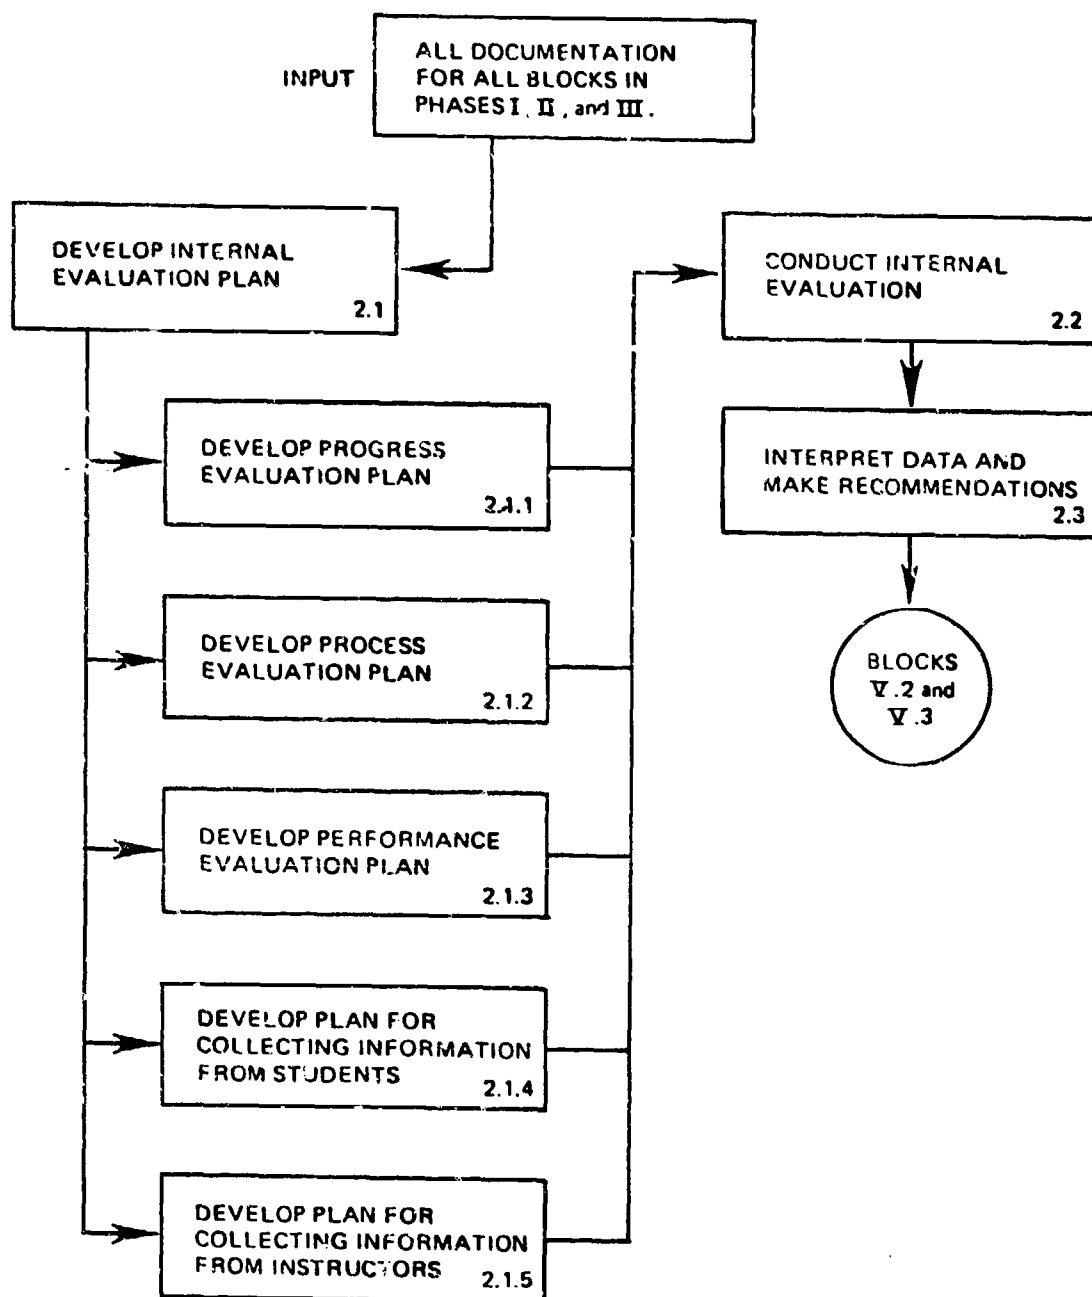 INPUT
ALL DOCUMENTATION
FOR ALL BLOCKS IN
PHASES I, II, and III.
DEVELOP INTERNAL
EVALUATION PLAN
2.1
DEVELOP PROGRESS
EVALUATION PLAN
2.1.1
DEVELOP PROCESS
EVALUATION PLAN
2.1.2
DEVELOP PERFORMANCE
EVALUATION PLAN
2.1.3
DEVELOP PLAN FOR
COLLECTING INFORMATION
FROM STUDENTS
2.1.4
DEVELOP PLAN FOR
COLLECTING INFORMATION
FROM INSTRUCTORS
2.1.5
CONDUCT INTERNAL
EVALUATION
2.2
INTERPRET DATA AND
MAKE RECOMMENDATIONS
2.3
BLOCKS
V.2 and
V.3